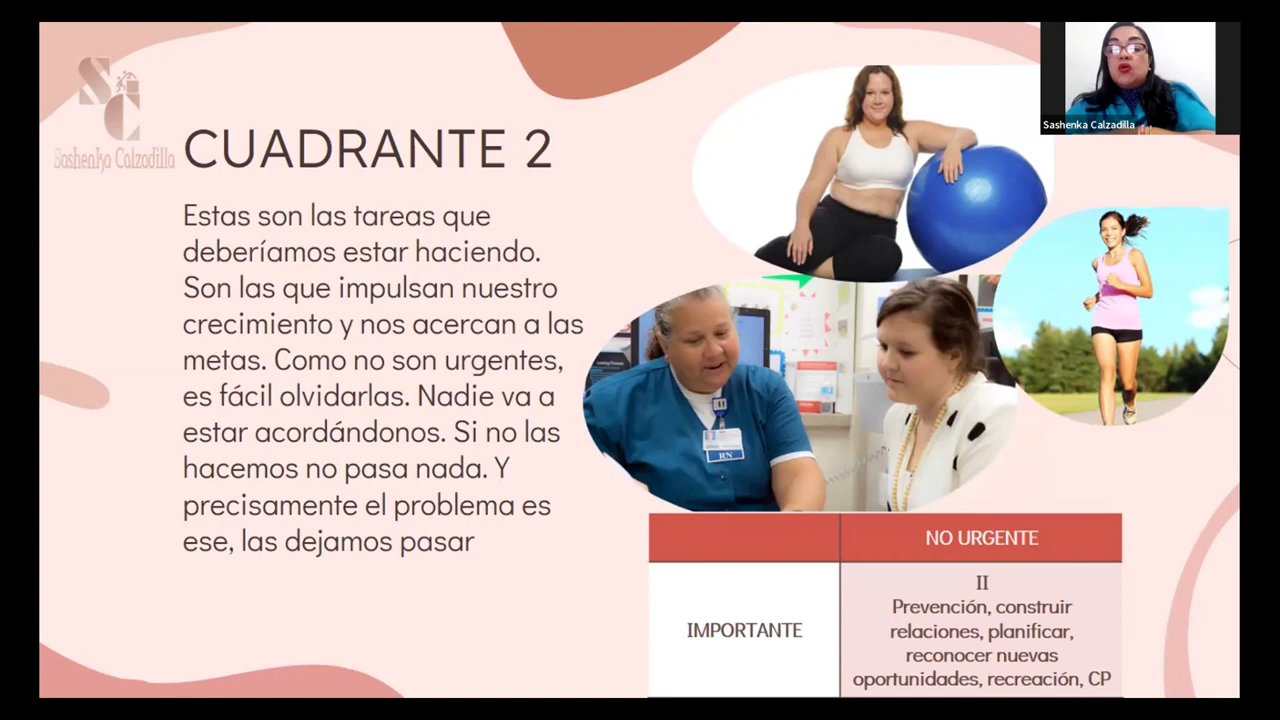 SC
Sashenka Calzadilla
CUADRANTE 2
Estas son las tareas que
deberíamos estar haciendo.
Son las que impulsan nuestro
crecimiento y nos acercan a las
metas. Como no son urgentes,
es fácil olvidarlas. Nadie va a
estar acordándonos. Si no las
hacemos no pasa nada. Y
precisamente el problema es
ese, las dejamos pasar
Sashenka Calzadilla
RN
NO URGENTE
IMPORTANTE
II
Prevención, construir
relaciones, planificar,
reconocer nuevas
oportunidades, recreación, CP